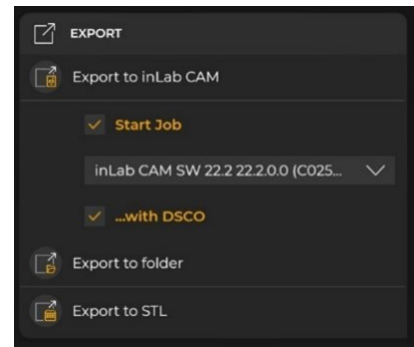 EXPORT
Export to inLab CAM
Start Job
inLab CAM SW 22.2 22.2.0.0 (C025...
...with DSCO
Export to folder
Export to STL